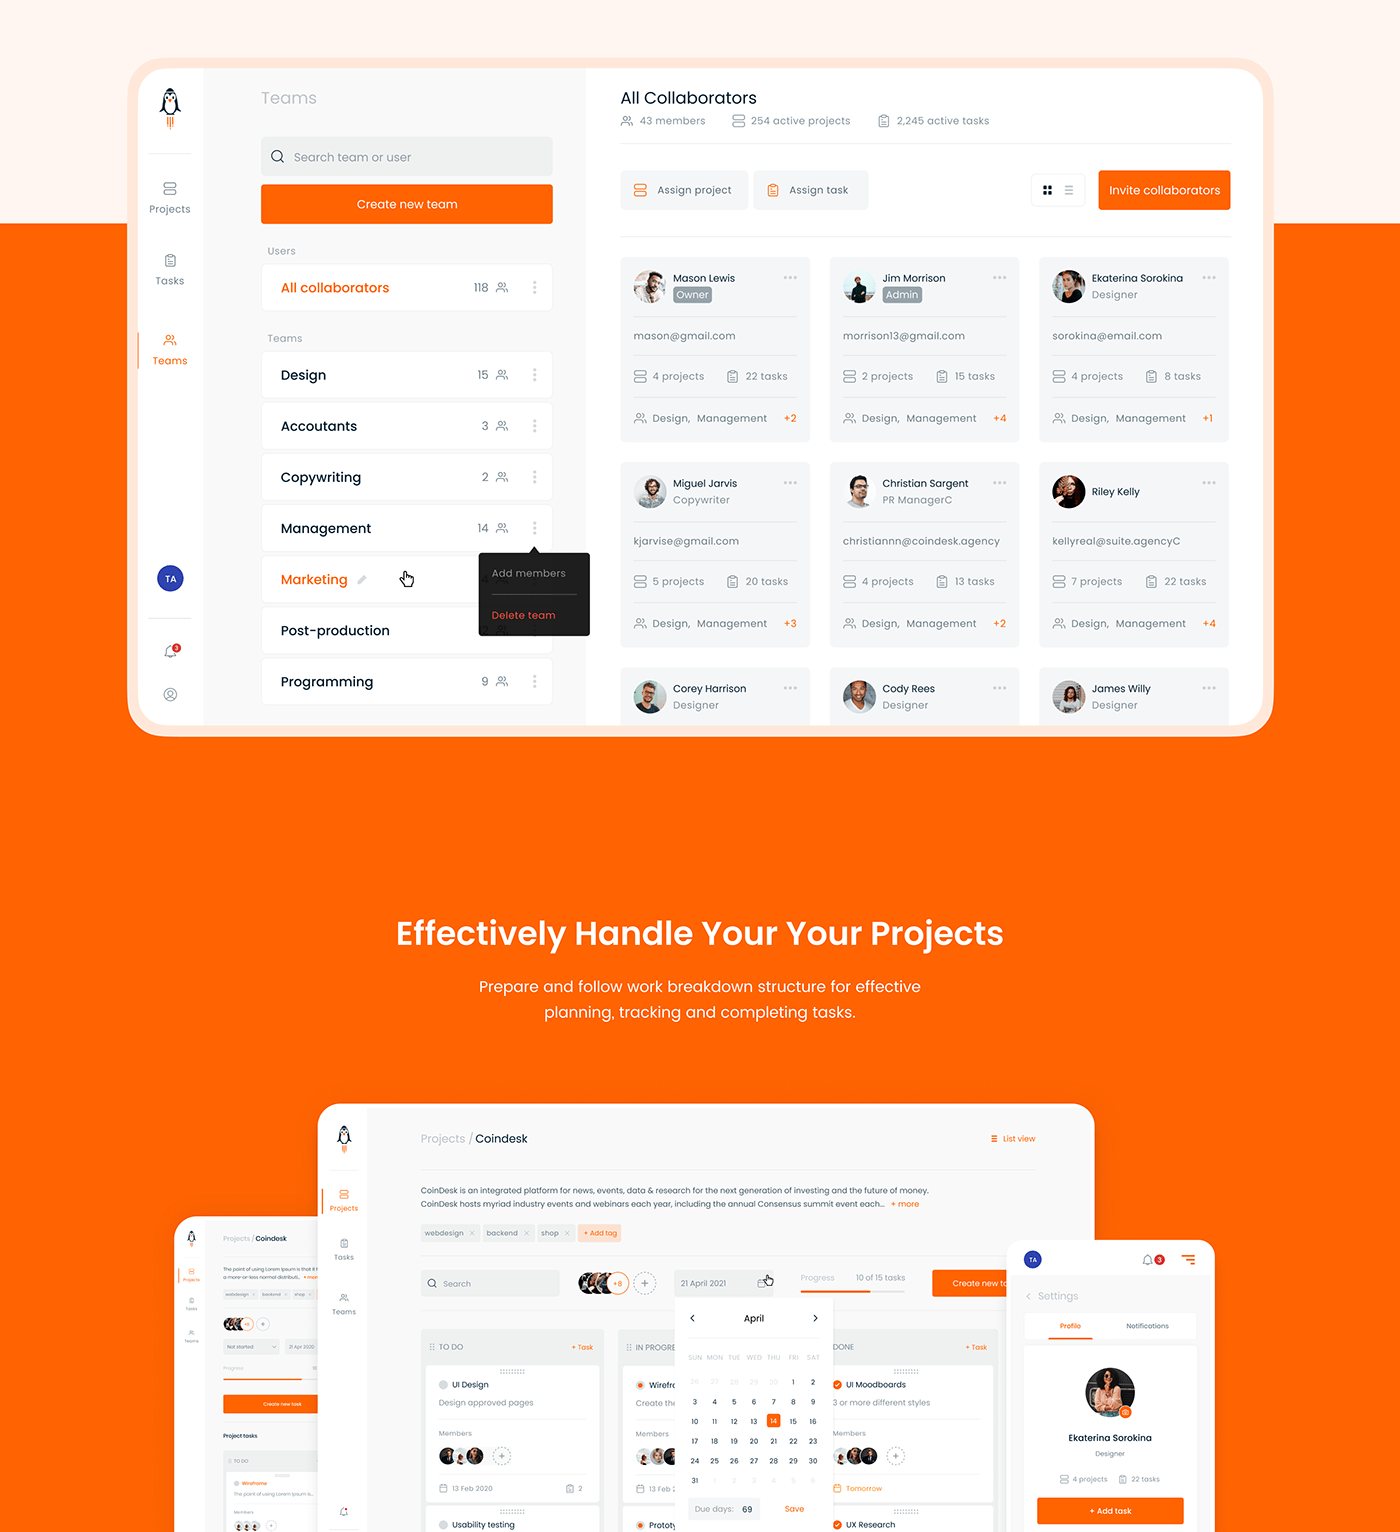 Teams
Search team or user
Create new team
Users
All collaborators 118
Teams
Design 15
Accoutants 3
Copywriting 2
Management 14
Marketing
Post-production
Programming 9
Add members
Delete team
Projects
Tasks
Teams
TA
3
All Collaborators
43 members 254 active projects 2,245 active tasks
Assign project Assign task Invite collaborators
Mason Lewis
Owner
mason@gmail.com
4 projects 22 tasks
Design, Management +2
Jim Morrison
Admin
morrison13@gmail.com
2 projects 15 tasks
Design, Management +4
Ekaterina Sorokina
Designer
sorokina@email.com
4 projects 8 tasks
Design, Management +1
Miguel Jarvis
Copywriter
kjarvise@gmail.com
5 projects 20 tasks
Design, Management +3
Christian Sargent
PR ManagerC
christiannn@coindesk.agency
4 projects 13 tasks
Design, Management +2
Riley Kelly
kellyreal@suite.agencyC
7 projects 22 tasks
Design, Management +4
Corey Harrison
Designer
Cody Rees
Designer
James Willy
Designer
Effectively Handle Your Your Projects
Prepare and follow work breakdown structure for effective
planning, tracking and completing tasks.
Projects / Coindesk
The point of using Lorem Ipsum is that it
a more-or-less normal distributi...
webdesign × backend × shop
Projects
Tasks
Teams
Not started 21 Apr 2020
Progress
Create new task
Project tasks
TO DO
Wireframe
The point of using Lorem Ipsum is..
Members
Projects
Tasks
Teams
Projects / Coindesk List view
CoinDesk is an integrated platform for news, events, data & research for the next generation of investing and the future of money.
CoinDesk hosts myriad industry events and webinars each year, including the annual Consensus summit event each... + more
webdesign × backend × shop × + Add tag
Search +8 + 21 April 2021 Progress 10 of 15 tasks Create new ta
TO DO + Task
UI Design
Design approved pages
Members
13 Feb 2020 2
Usability testing
IN PROGRE
Wirefr
Create the
Members
13 Feb 2
Protot
April
SUN MON TUE WED THU FRI SAT
26 27 28 29 30 1 2
3 4 5 6 7 8 9
10 11 12 13 14 15 16
17 18 19 20 21 22 23
24 25 26 27 28 29 30
31 1 2 3 4 5 6
Due days: 69 Save
DONE + Task
UI Moodboards
3 or more different styles
Members
Tomorrow
UX Research
TA 3
Settings
Profile Notifications
Ekaterina Sorokina
Designer
4 projects 22 tasks
+ Add task